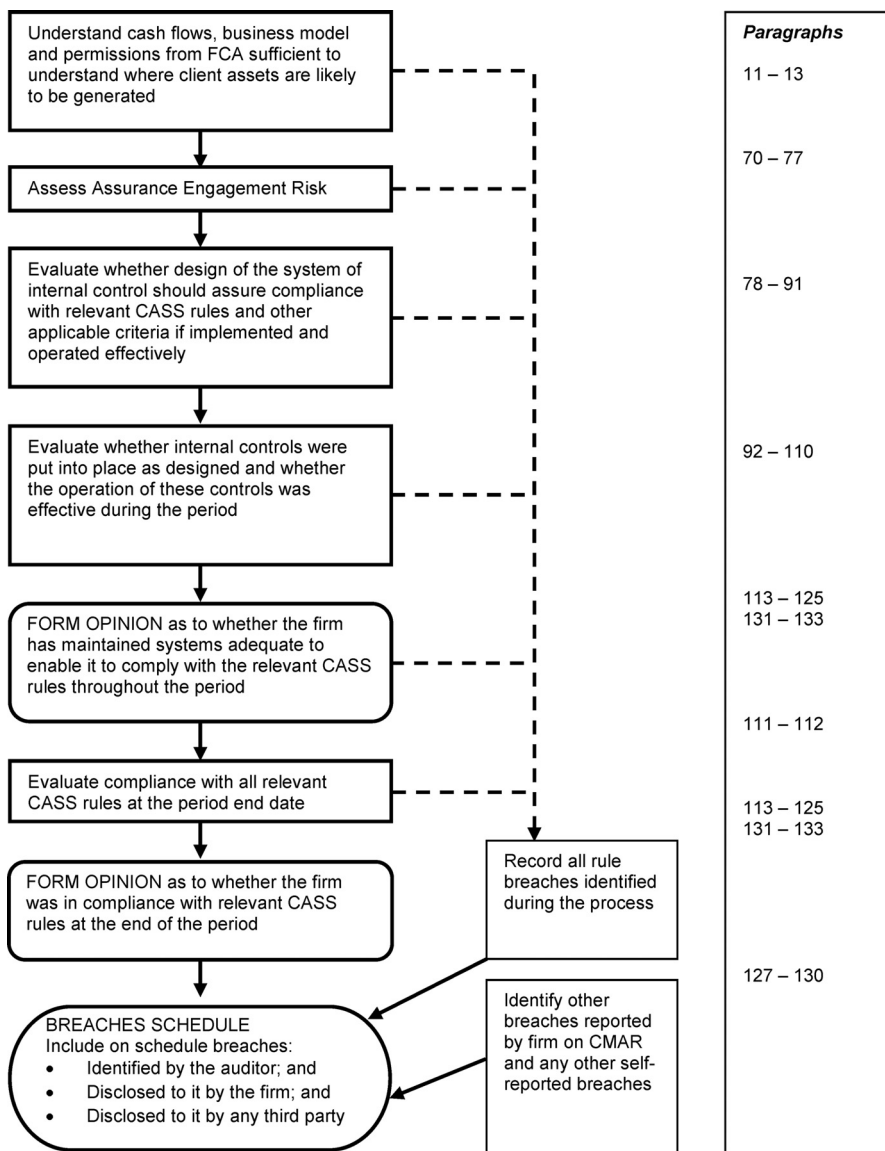 Understand cash flows, business model
and permissions from FCA sufficient to
understand where client assets are likely
to be generated
Assess Assurance Engagement Risk
Evaluate whether design of the system of
internal control should assure compliance
with relevant CASS rules and other
applicable criteria if implemented and
operated effectively
Evaluate whether internal controls were
put into place as designed and whether
the operation of these controls was
effective during the period
FORM OPINION as to whether the firm
has maintained systems adequate to
enable it to comply with the relevant CASS
rules throughout the period
Evaluate compliance with all relevant
CASS rules at the period end date
FORM OPINION as to whether the firm
was in compliance with relevant CASS
rules at the end of the period
BREACHES SCHEDULE
Include on schedule breaches:
• Identified by the auditor; and
• Disclosed to it by the firm; and
• Disclosed to it by any third party
Record all rule
breaches identified
during the process
Identify other
breaches reported
by firm on CMAR
and any other self-
reported breaches
Paragraphs
11 – 13
70 – 77
78 – 91
92 – 110
113 – 125
131 – 133
111 – 112
113 – 125
131 – 133
127 – 130